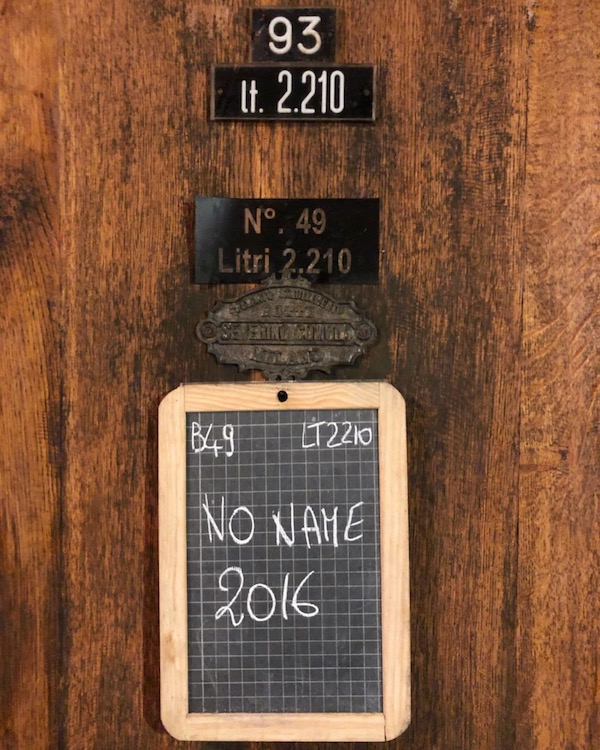 93
lt. 2.210
N°. 49
Litri 2.210
B49 LT2210
NO NAME
2016